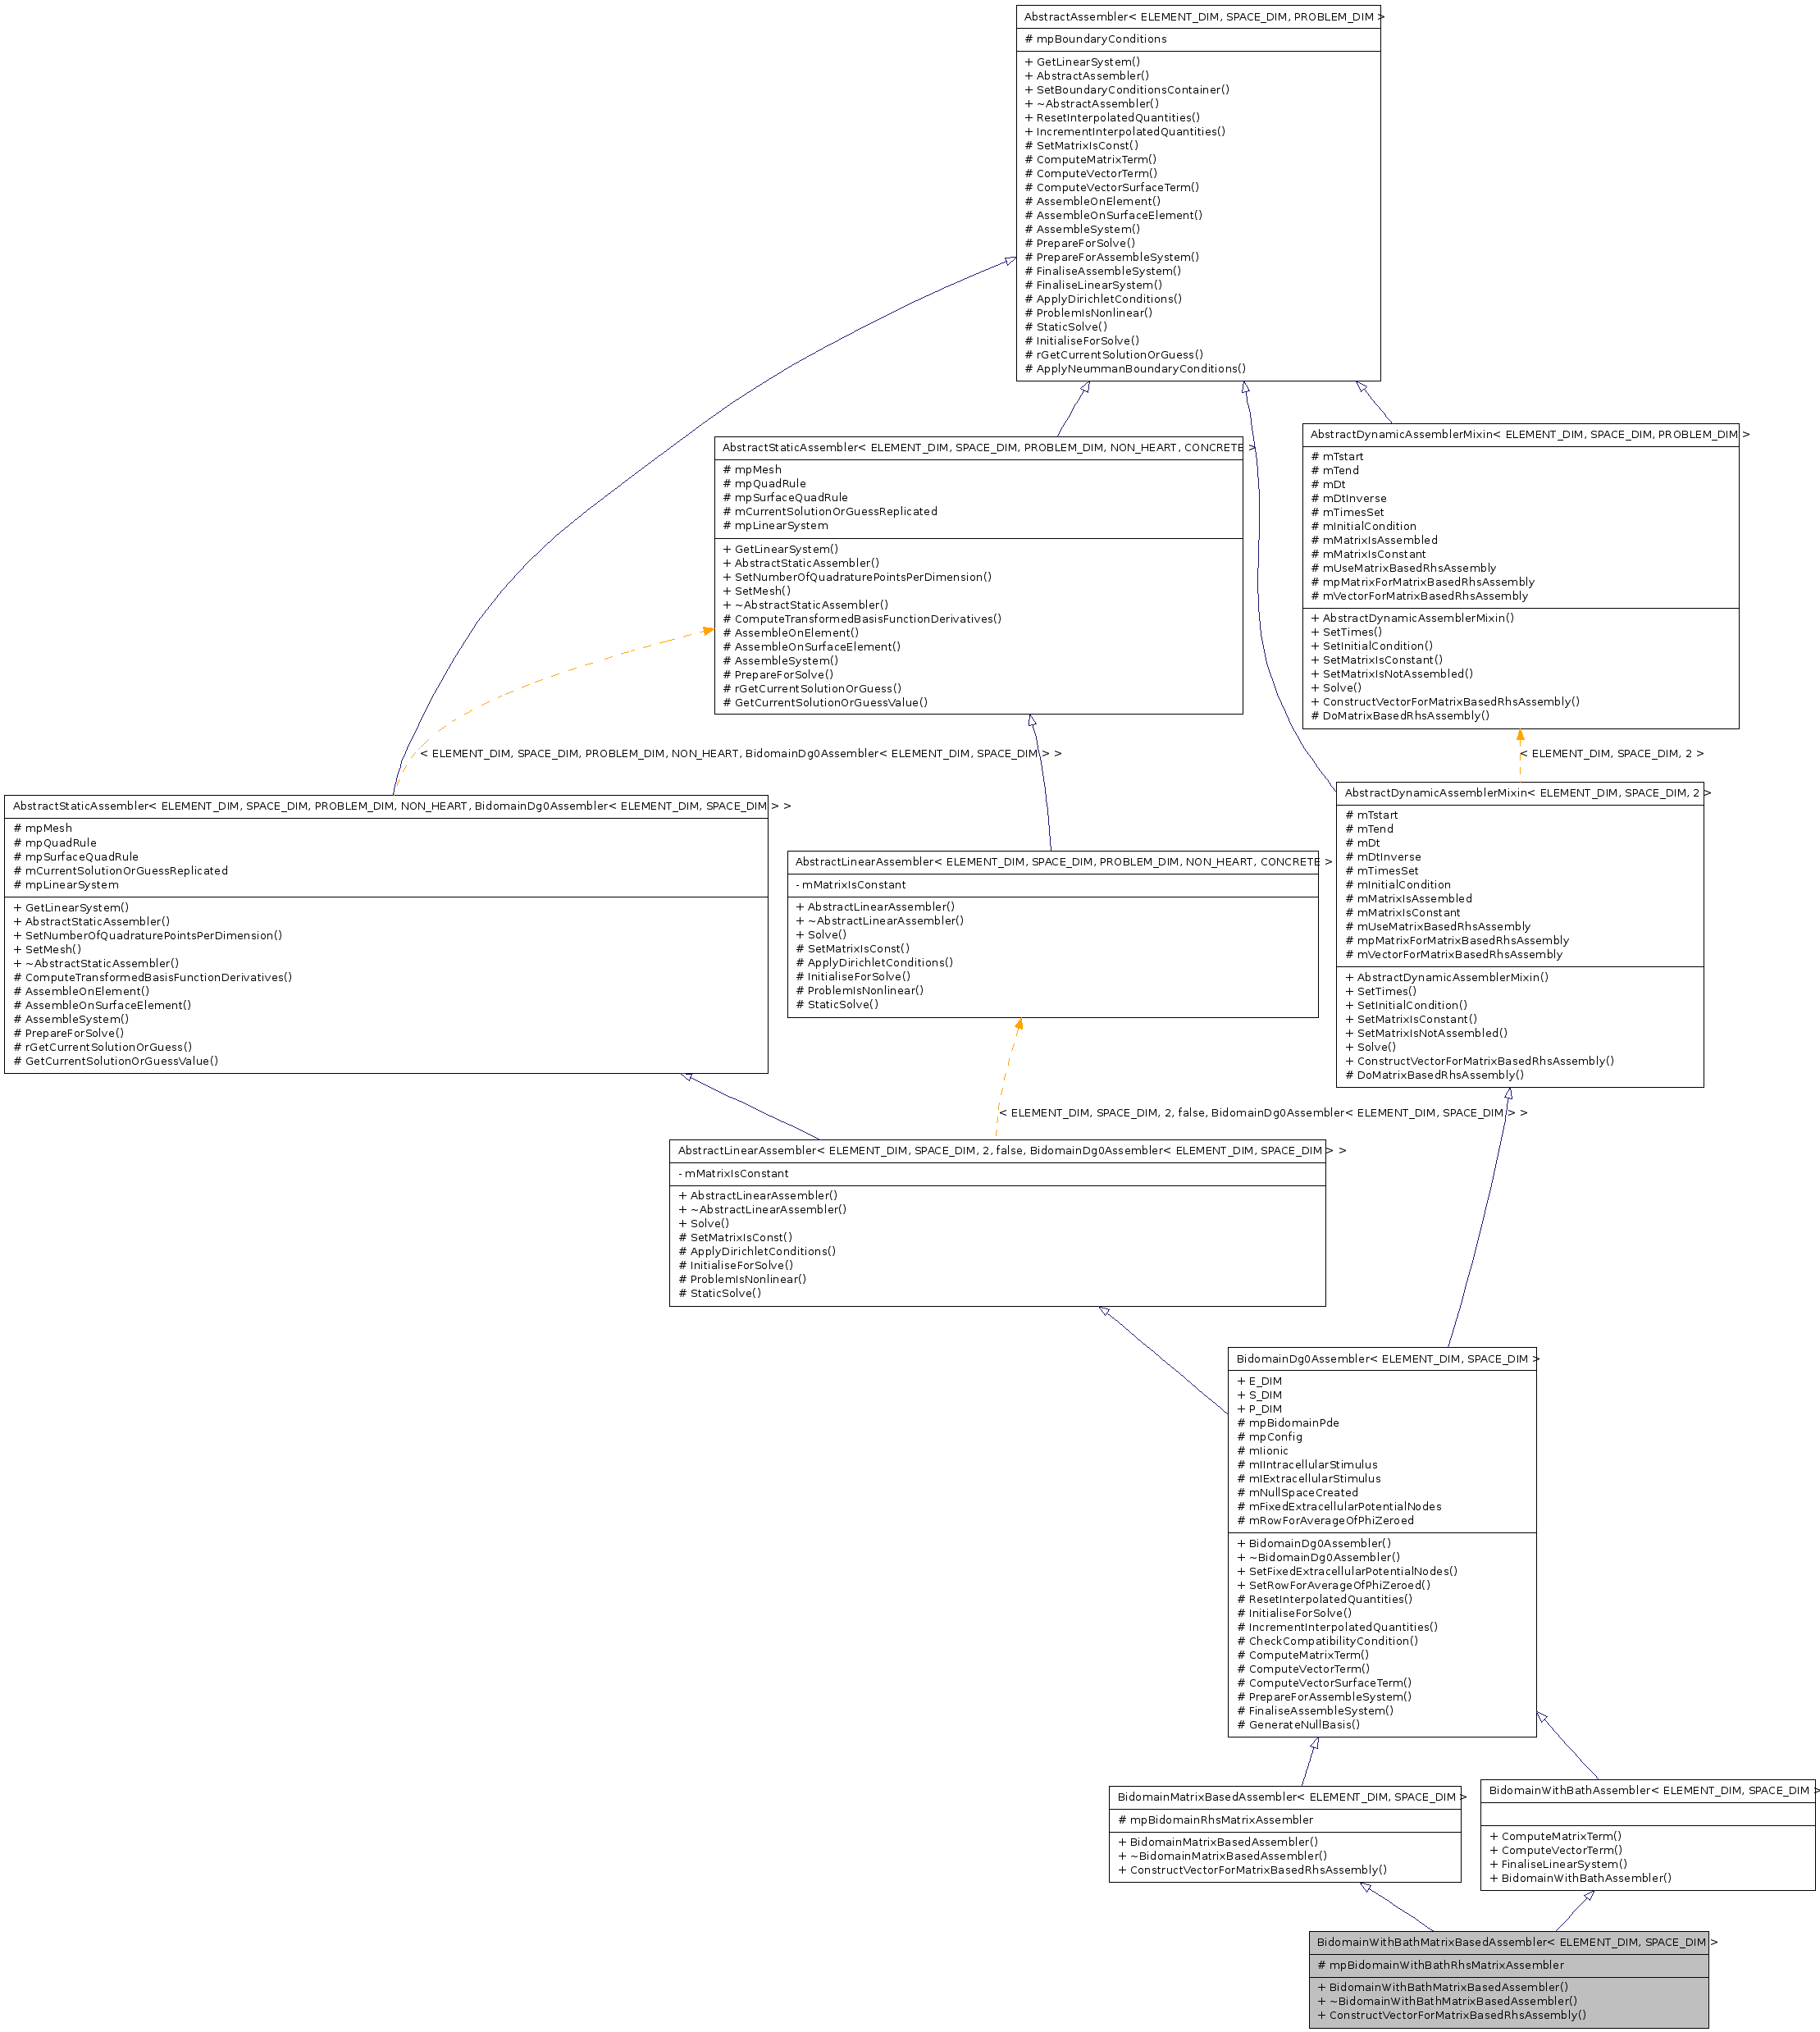 AbstractAssembler< ELEMENT_DIM, SPACE_DIM, PROBLEM_DIM >
# mpBoundaryConditions
+ GetLinearSystem()
+ AbstractAssembler()
+ SetBoundaryConditionsContainer()
+ ~AbstractAssembler()
+ ResetInterpolatedQuantities()
+ IncrementInterpolatedQuantities()
# SetMatrixIsConst()
# ComputeMatrixTerm()
# ComputeVectorTerm()
# ComputeVectorSurfaceTerm()
# AssembleOnElement()
# AssembleOnSurfaceElement()
# AssembleSystem()
# PrepareForSolve()
# PrepareForAssembleSystem()
# FinaliseAssembleSystem()
# FinaliseLinearSystem()
# ApplyDirichletConditions()
# ProblemIsNonlinear()
# StaticSolve()
# InitialiseForSolve()
# rGetCurrentSolutionOrGuess()
# ApplyNeummanBoundaryConditions()
AbstractStaticAssembler< ELEMENT_DIM, SPACE_DIM, PROBLEM_DIM, NON_HEART, CONCRETE >
# mpMesh
# mpQuadRule
# mpSurfaceQuadRule
# mCurrentSolutionOrGuessReplicated
# mpLinearSystem
+ GetLinearSystem()
+ AbstractStaticAssembler()
+ SetNumberOfQuadraturePointsPerDimension()
+ SetMesh()
+ ~AbstractStaticAssembler()
# ComputeTransformedBasisFunctionDerivatives()
# AssembleOnElement()
# AssembleOnSurfaceElement()
# AssembleSystem()
# PrepareForSolve()
# rGetCurrentSolutionOrGuess()
# GetCurrentSolutionOrGuessValue()
AbstractDynamicAssemblerMixin< ELEMENT_DIM, SPACE_DIM, PROBLEM_DIM >
# mTstart
# mTend
# mDt
# mDtInverse
# mTimesSet
# mInitialCondition
# mMatrixIsAssembled
# mMatrixIsConstant
# mUseMatrixBasedRhsAssembly
# mpMatrixForMatrixBasedRhsAssembly
# mVectorForMatrixBasedRhsAssembly
+ AbstractDynamicAssemblerMixin()
+ SetTimes()
+ SetInitialCondition()
+ SetMatrixIsConstant()
+ SetMatrixIsNotAssembled()
+ Solve()
+ ConstructVectorForMatrixBasedRhsAssembly()
# DoMatrixBasedRhsAssembly()
< ELEMENT_DIM, SPACE_DIM, PROBLEM_DIM, NON_HEART, BidomainDg0Assembler< ELEMENT_DIM, SPACE_DIM > >
< ELEMENT_DIM, SPACE_DIM, 2 >
AbstractStaticAssembler< ELEMENT_DIM, SPACE_DIM, PROBLEM_DIM, NON_HEART, BidomainDg0Assembler< ELEMENT_DIM, SPACE_DIM > >
# mpMesh
# mpQuadRule
# mpSurfaceQuadRule
# mCurrentSolutionOrGuessReplicated
# mpLinearSystem
+ GetLinearSystem()
+ AbstractStaticAssembler()
+ SetNumberOfQuadraturePointsPerDimension()
+ SetMesh()
+ ~AbstractStaticAssembler()
# ComputeTransformedBasisFunctionDerivatives()
# AssembleOnElement()
# AssembleOnSurfaceElement()
# AssembleSystem()
# PrepareForSolve()
# rGetCurrentSolutionOrGuess()
# GetCurrentSolutionOrGuessValue()
AbstractLinearAssembler< ELEMENT_DIM, SPACE_DIM, PROBLEM_DIM, NON_HEART, CONCRETE >
- mMatrixIsConstant
+ AbstractLinearAssembler()
+ ~AbstractLinearAssembler()
+ Solve()
# SetMatrixIsConst()
# ApplyDirichletConditions()
# InitialiseForSolve()
# ProblemIsNonlinear()
# StaticSolve()
AbstractDynamicAssemblerMixin< ELEMENT_DIM, SPACE_DIM, 2 >
# mTstart
# mTend
# mDt
# mDtInverse
# mTimesSet
# mInitialCondition
# mMatrixIsAssembled
# mMatrixIsConstant
# mUseMatrixBasedRhsAssembly
# mpMatrixForMatrixBasedRhsAssembly
# mVectorForMatrixBasedRhsAssembly
+ AbstractDynamicAssemblerMixin()
+ SetTimes()
+ SetInitialCondition()
+ SetMatrixIsConstant()
+ SetMatrixIsNotAssembled()
+ Solve()
+ ConstructVectorForMatrixBasedRhsAssembly()
# DoMatrixBasedRhsAssembly()
< ELEMENT_DIM, SPACE_DIM, 2, false, BidomainDg0Assembler< ELEMENT_DIM, SPACE_DIM > >
AbstractLinearAssembler< ELEMENT_DIM, SPACE_DIM, 2, false, BidomainDg0Assembler< ELEMENT_DIM, SPACE_DIM > >
- mMatrixIsConstant
+ AbstractLinearAssembler()
+ ~AbstractLinearAssembler()
+ Solve()
# SetMatrixIsConst()
# ApplyDirichletConditions()
# InitialiseForSolve()
# ProblemIsNonlinear()
# StaticSolve()
BidomainDg0Assembler< ELEMENT_DIM, SPACE_DIM >
+ E_DIM
+ S_DIM
+ P_DIM
# mpBidomainPde
# mpConfig
# mIionic
# mIIntracellularStimulus
# mIExtracellularStimulus
# mNullSpaceCreated
# mFixedExtracellularPotentialNodes
# mRowForAverageOfPhiZeroed
+ BidomainDg0Assembler()
+ ~BidomainDg0Assembler()
+ SetFixedExtracellularPotentialNodes()
+ SetRowForAverageOfPhiZeroed()
# ResetInterpolatedQuantities()
# InitialiseForSolve()
# IncrementInterpolatedQuantities()
# CheckCompatibilityCondition()
# ComputeMatrixTerm()
# ComputeVectorTerm()
# ComputeVectorSurfaceTerm()
# PrepareForAssembleSystem()
# FinaliseAssembleSystem()
# GenerateNullBasis()
BidomainMatrixBasedAssembler< ELEMENT_DIM, SPACE_DIM >
# mpBidomainRhsMatrixAssembler
+ BidomainMatrixBasedAssembler()
+ ~BidomainMatrixBasedAssembler()
+ ConstructVectorForMatrixBasedRhsAssembly()
BidomainWithBathAssembler< ELEMENT_DIM, SPACE_DIM >
+ ComputeMatrixTerm()
+ ComputeVectorTerm()
+ FinaliseLinearSystem()
+ BidomainWithBathAssembler()
BidomainWithBathMatrixBasedAssembler< ELEMENT_DIM, SPACE_DIM >
# mpBidomainWithBathRhsMatrixAssembler
+ BidomainWithBathMatrixBasedAssembler()
+ ~BidomainWithBathMatrixBasedAssembler()
+ ConstructVectorForMatrixBasedRhsAssembly()